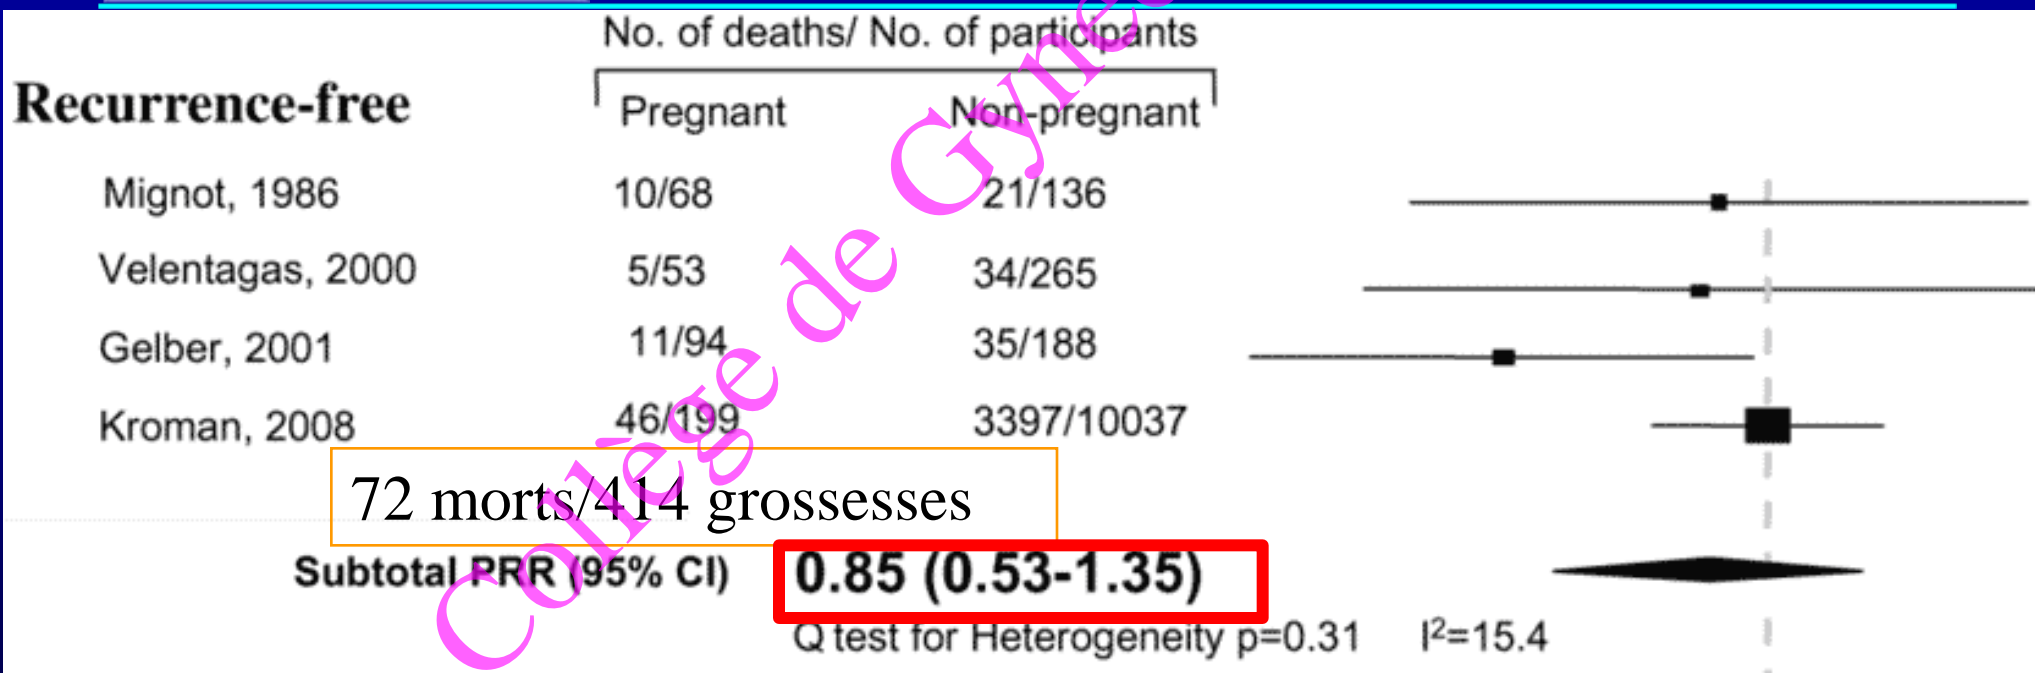 No. of deaths/ No. of participants
Recurrence-free
Pregnant Non-pregnant
Mignot, 1986 10/68 21/136
Velentagas, 2000 5/53 34/265
Gelber, 2001 11/94 35/188
Kroman, 2008 46/199 3397/10037
72 morts/414 grossesses
Subtotal PRR (95% CI) 0.85 (0.53-1.35)
Q test for Heterogeneity p=0.31 I²=15.4
Collège de Gyne